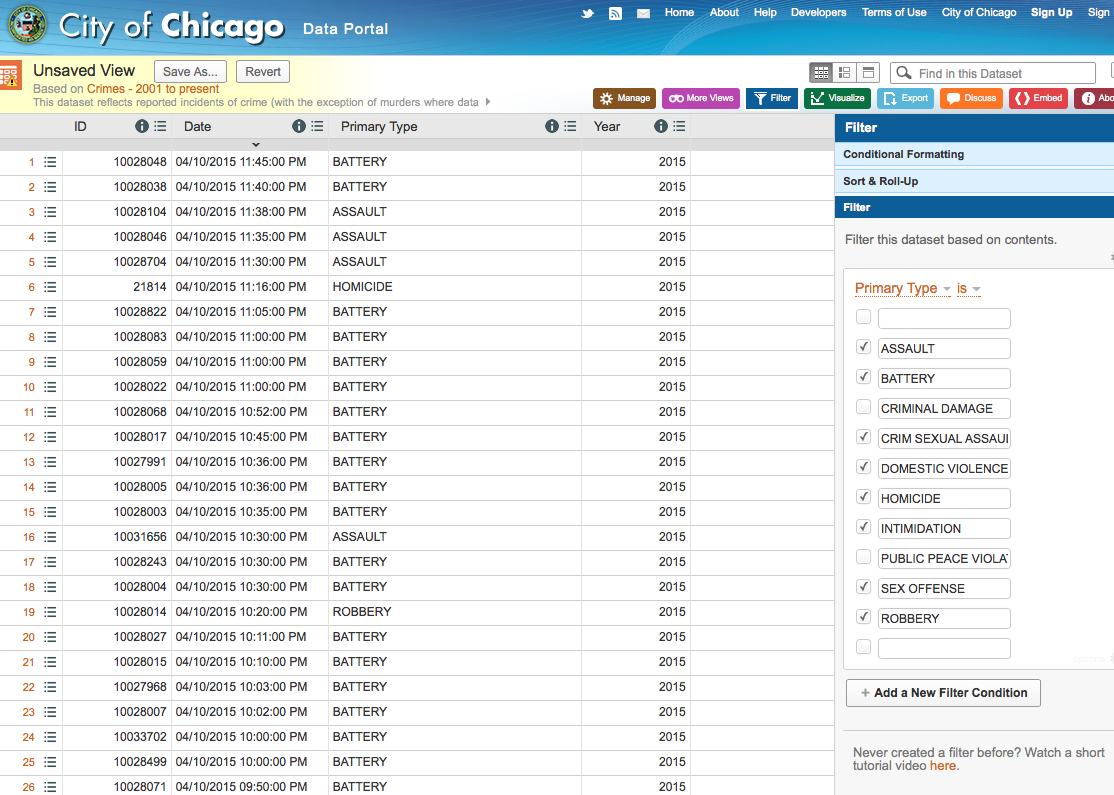 City of Chicago Data Portal
Home About Help Developers Terms of Use City of Chicago Sign Up Sign
Unsaved View Save As... Revert
Find in this Dataset
Based on Crimes - 2001 to present
This dataset reflects reported incidents of crime (with the exception of murders where data
Manage More Views Filter Visualize Export Discuss Embed Abo
ID Date Primary Type Year
1 10028048 04/10/2015 11:45:00 PM BATTERY 2015
2 10028038 04/10/2015 11:40:00 PM BATTERY 2015
3 10028104 04/10/2015 11:38:00 PM ASSAULT 2015
4 10028046 04/10/2015 11:35:00 PM ASSAULT 2015
5 10028704 04/10/2015 11:30:00 PM ASSAULT 2015
6 21814 04/10/2015 11:16:00 PM HOMICIDE 2015
7 10028822 04/10/2015 11:05:00 PM BATTERY 2015
8 10028083 04/10/2015 11:00:00 PM BATTERY 2015
9 10028059 04/10/2015 11:00:00 PM BATTERY 2015
10 10028022 04/10/2015 11:00:00 PM BATTERY 2015
11 10028068 04/10/2015 10:52:00 PM BATTERY 2015
12 10028017 04/10/2015 10:45:00 PM BATTERY 2015
13 10027991 04/10/2015 10:36:00 PM BATTERY 2015
14 10028005 04/10/2015 10:36:00 PM BATTERY 2015
15 10028003 04/10/2015 10:35:00 PM BATTERY 2015
16 10031656 04/10/2015 10:30:00 PM ASSAULT 2015
17 10028243 04/10/2015 10:30:00 PM BATTERY 2015
18 10028004 04/10/2015 10:30:00 PM BATTERY 2015
19 10028014 04/10/2015 10:20:00 PM ROBBERY 2015
20 10028027 04/10/2015 10:11:00 PM BATTERY 2015
21 10028015 04/10/2015 10:10:00 PM BATTERY 2015
22 10027968 04/10/2015 10:03:00 PM BATTERY 2015
23 10028007 04/10/2015 10:02:00 PM BATTERY 2015
24 10033702 04/10/2015 10:00:00 PM BATTERY 2015
25 10028499 04/10/2015 10:00:00 PM BATTERY 2015
26 10028071 04/10/2015 09:50:00 PM BATTERY 2015
Filter
Conditional Formatting
Sort & Roll-Up
Filter
Filter this dataset based on contents.
Primary Type is
ASSAULT
BATTERY
CRIMINAL DAMAGE
CRIM SEXUAL ASSAUL
DOMESTIC VIOLENCE
HOMICIDE
INTIMIDATION
PUBLIC PEACE VIOLAT
SEX OFFENSE
ROBBERY
options
+ Add a New Filter Condition
Never created a filter before? Watch a short
tutorial video here.